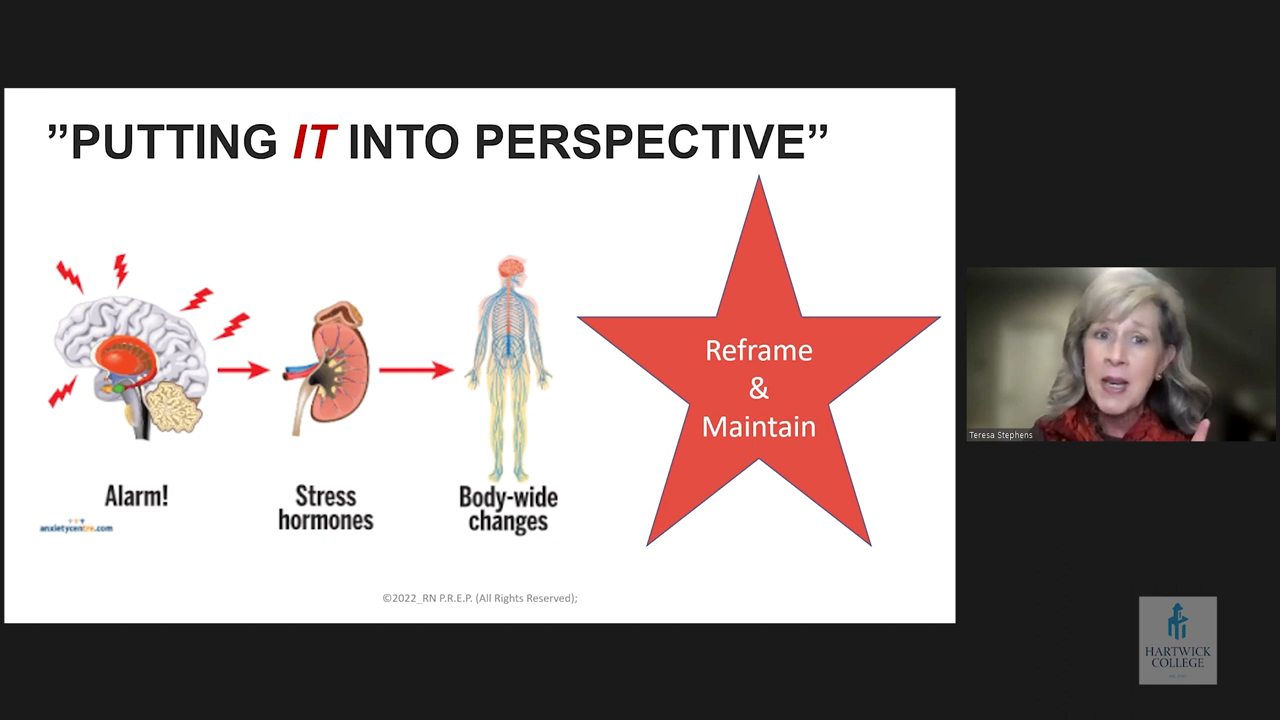 ”PUTTING IT INTO PERSPECTIVE”
Reframe
&
Maintain
Alarm!
Stress
hormones
Body-wide
changes
anxietycentre.com
©2022_RN P.R.E.P. (All Rights Reserved);
Teresa Stephens
HARTWICK
COLLEGE